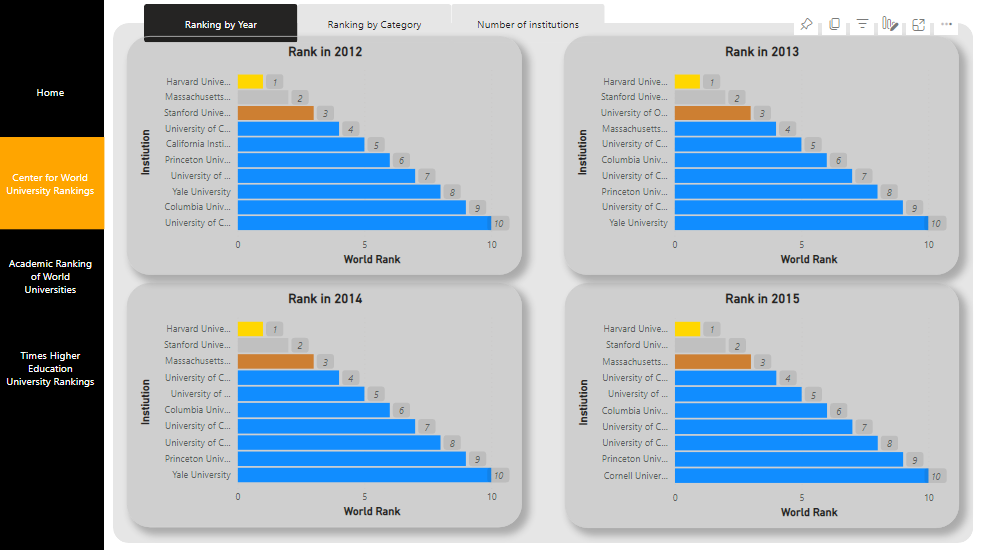 Ranking by Year
Ranking by Category
Number of institutions
Home
Center for World
University Rankings
Academic Ranking
of World
Universities
Times Higher
Education
University Rankings
Rank in 2012
Instiution
Harvard Unive... 1
Massachusetts... 2
Stanford Unive... 3
University of C... 4
California Insti... 5
Princeton Univ... 6
University of ... 7
Yale University 8
Columbia Univ... 9
University of C... 10
0 5 10
World Rank
Rank in 2013
Instiution
Harvard Unive... 1
Stanford Unive... 2
University of O... 3
Massachusetts... 4
University of C... 5
Columbia Univ... 6
University of C... 7
Princeton Univ... 8
University of C... 9
Yale University 10
0 5 10
World Rank
Rank in 2014
Instiution
Harvard Unive... 1
Stanford Unive... 2
Massachusetts... 3
University of C... 4
University of ... 5
Columbia Univ... 6
University of C... 7
University of C... 8
Princeton Univ... 9
Yale University 10
0 5 10
World Rank
Rank in 2015
Instiution
Harvard Unive... 1
Stanford Univ... 2
Massachusetts... 3
University of C... 4
University of ... 5
Columbia Univ... 6
University of C... 7
University of C... 8
Princeton Univ... 9
Cornell Univer... 10
0 5 10
World Rank